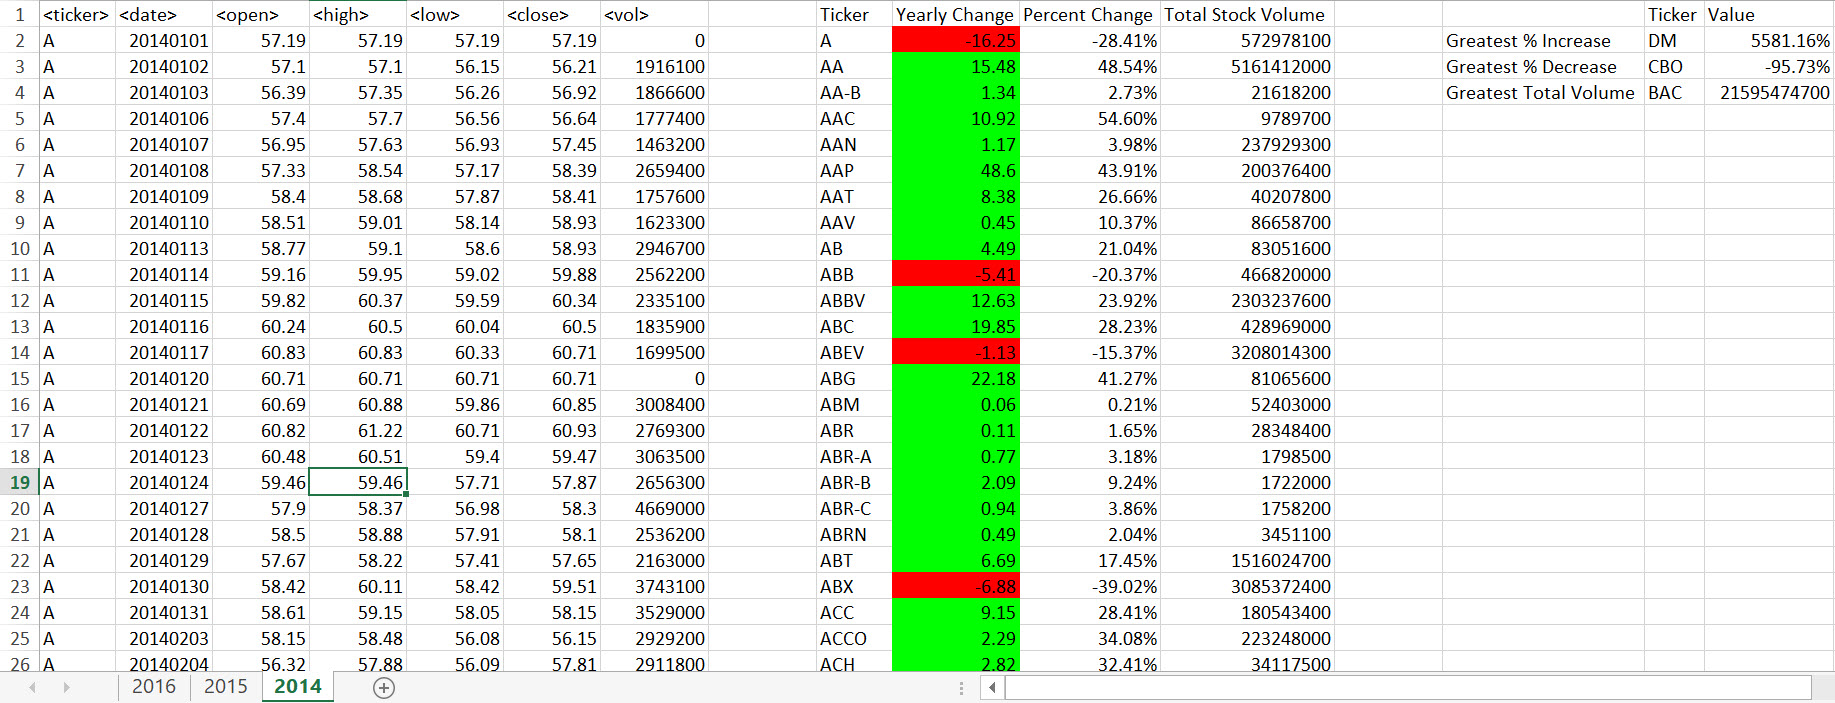 1 <ticker> <date> <open> <high> <low> <close> <vol> Ticker Yearly Change Percent Change Total Stock Volume Ticker Value
2 A 20140101 57.19 57.19 57.19 57.19 0 A -16.25 -28.41% 572978100 Greatest % Increase DM 5581.16%
3 A 20140102 57.1 57.1 56.15 56.21 1916100 AA 15.48 48.54% 5161412000 Greatest % Decrease CBO -95.73%
4 A 20140103 56.39 57.35 56.26 56.92 1866600 AA-B 1.34 2.73% 21618200 Greatest Total Volume BAC 21595474700
5 A 20140106 57.4 57.7 56.56 56.64 1777400 AAC 10.92 54.60% 9789700
6 A 20140107 56.95 57.63 56.93 57.45 1463200 AAN 1.17 3.98% 237929300
7 A 20140108 57.33 58.54 57.17 58.39 2659400 AAP 48.6 43.91% 200376400
8 A 20140109 58.4 58.68 57.87 58.41 1757600 AAT 8.38 26.66% 40207800
9 A 20140110 58.51 59.01 58.14 58.93 1623300 AAV 0.45 10.37% 86658700
10 A 20140113 58.77 59.1 58.6 58.93 2946700 AB 4.49 21.04% 83051600
11 A 20140114 59.16 59.95 59.02 59.88 2562200 ABB -5.41 -20.37% 466820000
12 A 20140115 59.82 60.37 59.59 60.34 2335100 ABBV 12.63 23.92% 2303237600
13 A 20140116 60.24 60.5 60.04 60.5 1835900 ABC 19.85 28.23% 428969000
14 A 20140117 60.83 60.83 60.33 60.71 1699500 ABEV -1.13 -15.37% 3208014300
15 A 20140120 60.71 60.71 60.71 60.71 0 ABG 22.18 41.27% 81065600
16 A 20140121 60.69 60.88 59.86 60.85 3008400 ABM 0.06 0.21% 52403000
17 A 20140122 60.82 61.22 60.71 60.93 2769300 ABR 0.11 1.65% 28348400
18 A 20140123 60.48 60.51 59.4 59.47 3063500 ABR-A 0.77 3.18% 1798500
19 A 20140124 59.46 59.46 57.71 57.87 2656300 ABR-B 2.09 9.24% 1722000
20 A 20140127 57.9 58.37 56.98 58.3 4669000 ABR-C 0.94 3.86% 1758200
21 A 20140128 58.5 58.88 57.91 58.1 2536200 ABRN 0.49 2.04% 3451100
22 A 20140129 57.67 58.22 57.41 57.65 2163000 ABT 6.69 17.45% 1516024700
23 A 20140130 58.42 60.11 58.42 59.51 3743100 ABX -6.88 -39.02% 3085372400
24 A 20140131 58.61 59.15 58.05 58.15 3529000 ACC 9.15 28.41% 180543400
25 A 20140203 58.15 58.48 56.08 56.15 2929200 ACCO 2.29 34.08% 223248000
26 A 20140204 56.32 57.88 56.09 57.81 2911800 ACH 2.82 32.41% 34117500
2016 2015 2014